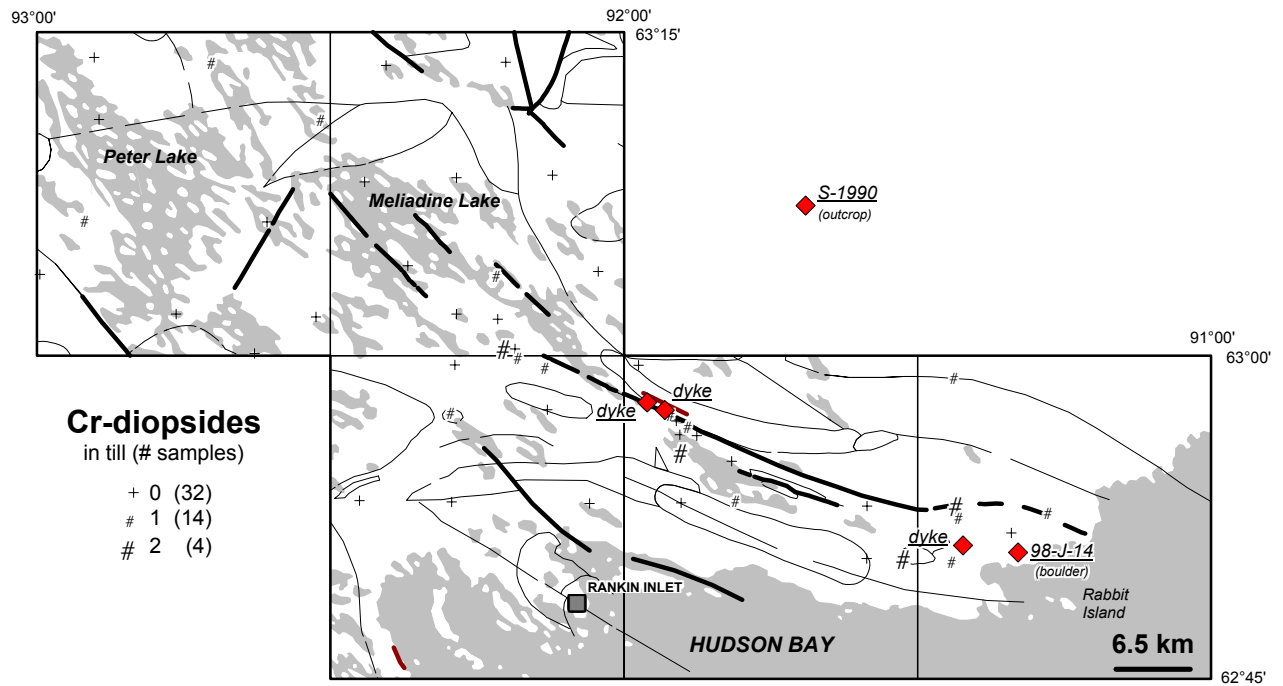 93°00'
92°00'
63°15'
Peter Lake
Meliadine Lake
S-1990
(outcrop)
91°00'
63°00'
dyke
dyke
Cr-diopsides
in till (# samples)
+ 0 (32)
# 1 (14)
# 2 (4)
dyke
98-J-14
(boulder)
RANKIN INLET
Rabbit
Island
HUDSON BAY
6.5 km
62°45'